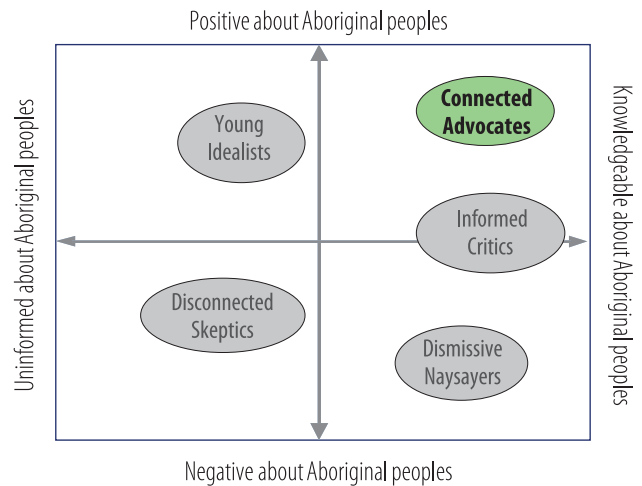 Positive about Aboriginal peoples
Connected
Advocates
Young
Idealists
Uninformed about Aboriginal peoples
Knowledgeable about Aboriginal peoples
Informed
Critics
Disconnected
Skeptics
Dismissive
Naysayers
Negative about Aboriginal peoples